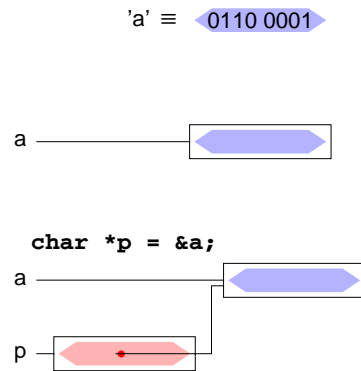 'a' ≡ 0110 0001
a
char *p = &a;
a
p